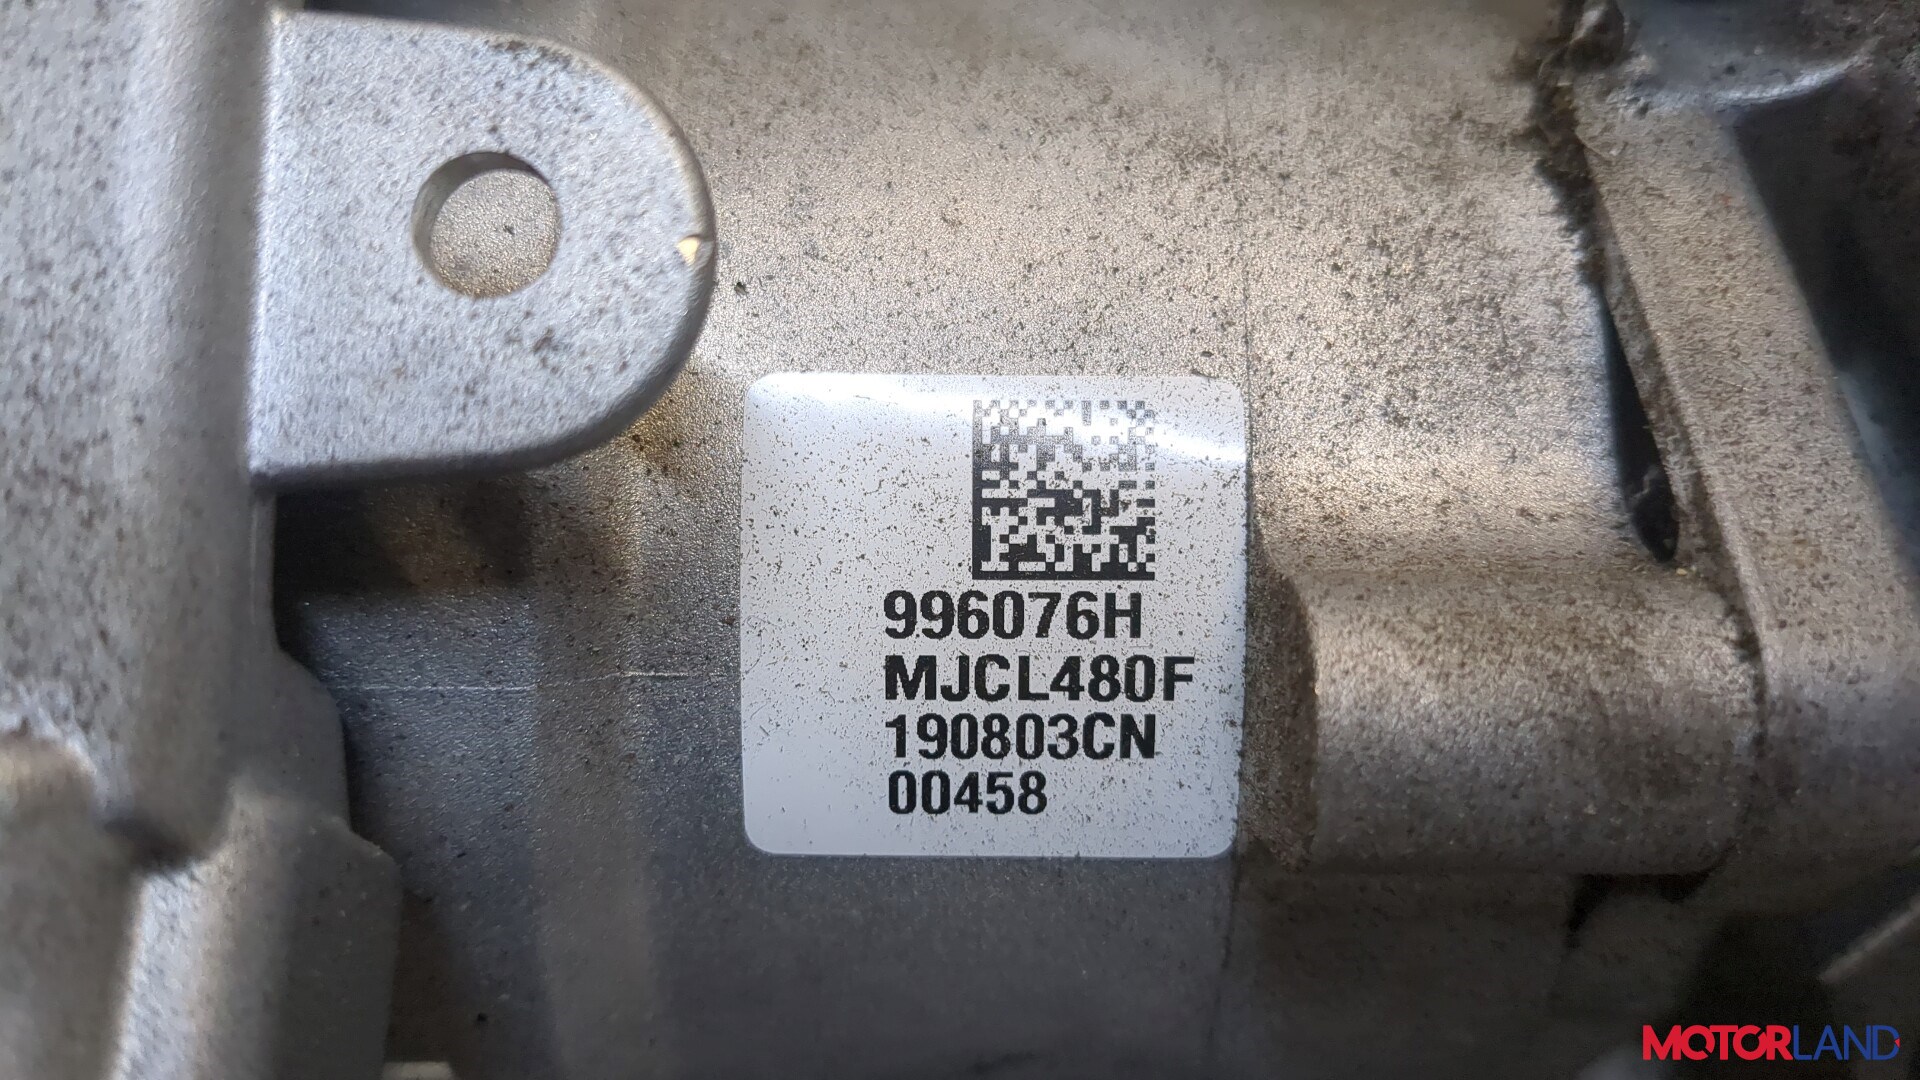 996076H
MJCL480F
190803CN
00458
MOTORLAND